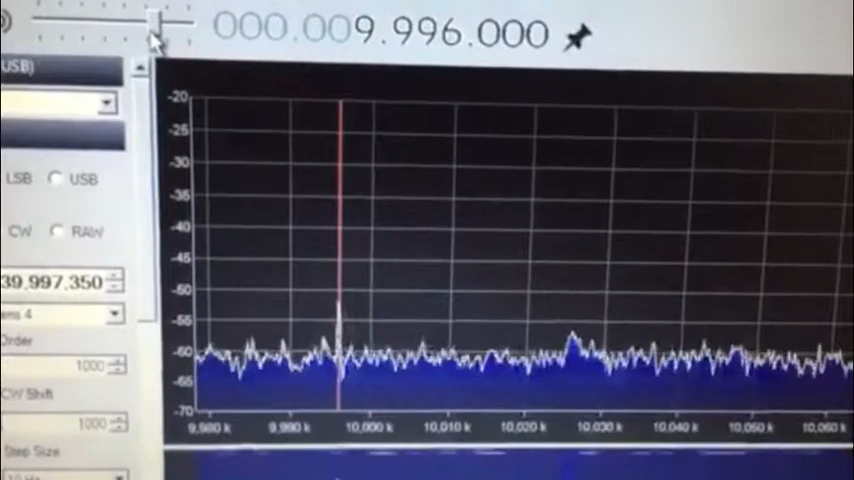 000.009.996.000
USB)
LSB USB
CW RAW
39.997.350
Order
1000
CW Shift
1000
Step Size
-20
-25
-30
-35
-40
-45
-50
-55
-60
-65
-70
9,980 k 9,990 k 10,000 k 10,010 k 10,020 k 10,030 k 10,040 k 10,050 k 10,060 k